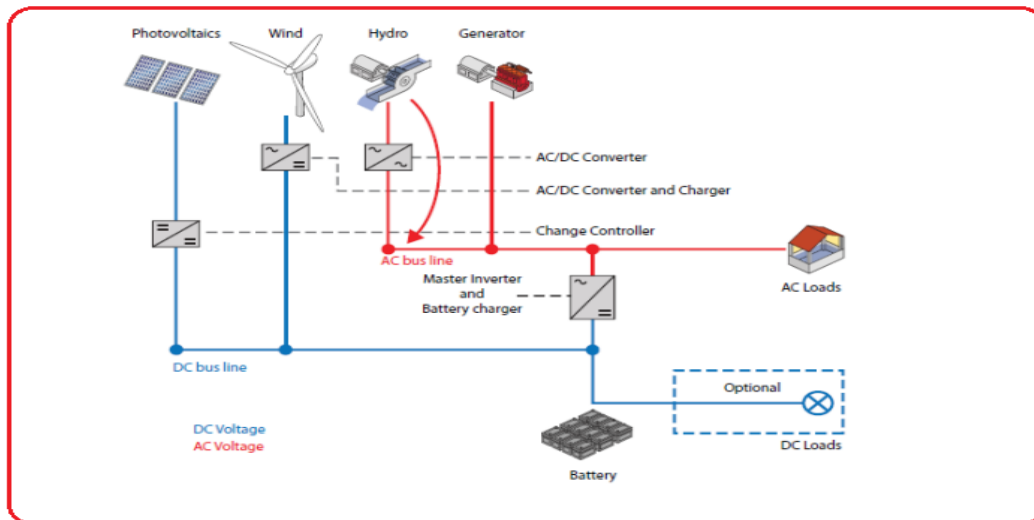 Photovoltaics
Wind
Hydro
Generator
AC/DC Converter
AC/DC Converter and Charger
Change Controller
AC bus line
Master Inverter
and
Battery charger
AC Loads
DC bus line
Optional
DC Voltage
AC Voltage
DC Loads
Battery